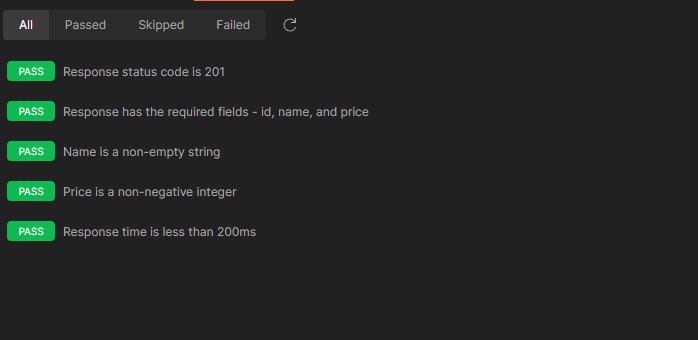 All Passed Skipped Failed
PASS Response status code is 201
PASS Response has the required fields - id, name, and price
PASS Name is a non-empty string
PASS Price is a non-negative integer
PASS Response time is less than 200ms